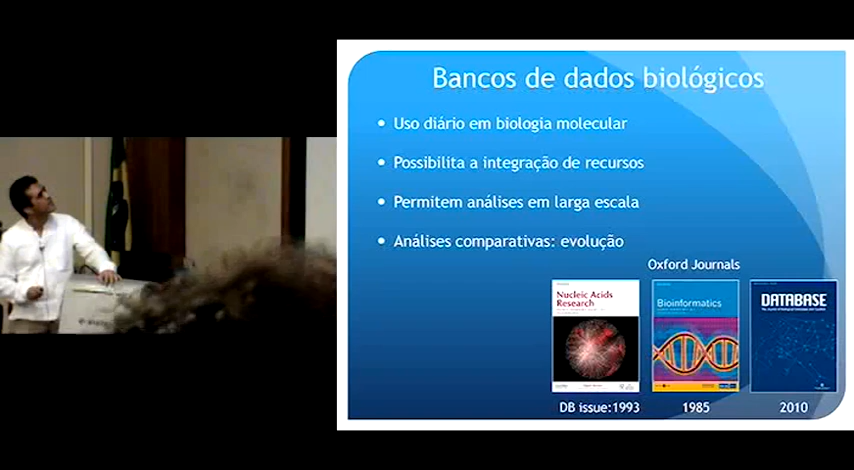 Bancos de dados biológicos
Uso diário em biologia molecular
Possibilita a integração de recursos
Permitem análises em larga escala
Análises comparativas: evolução
Oxford Journals
Nucleic Acids
Research
Bioinformatics
DATABASE
DB issue:1993
1985
2010